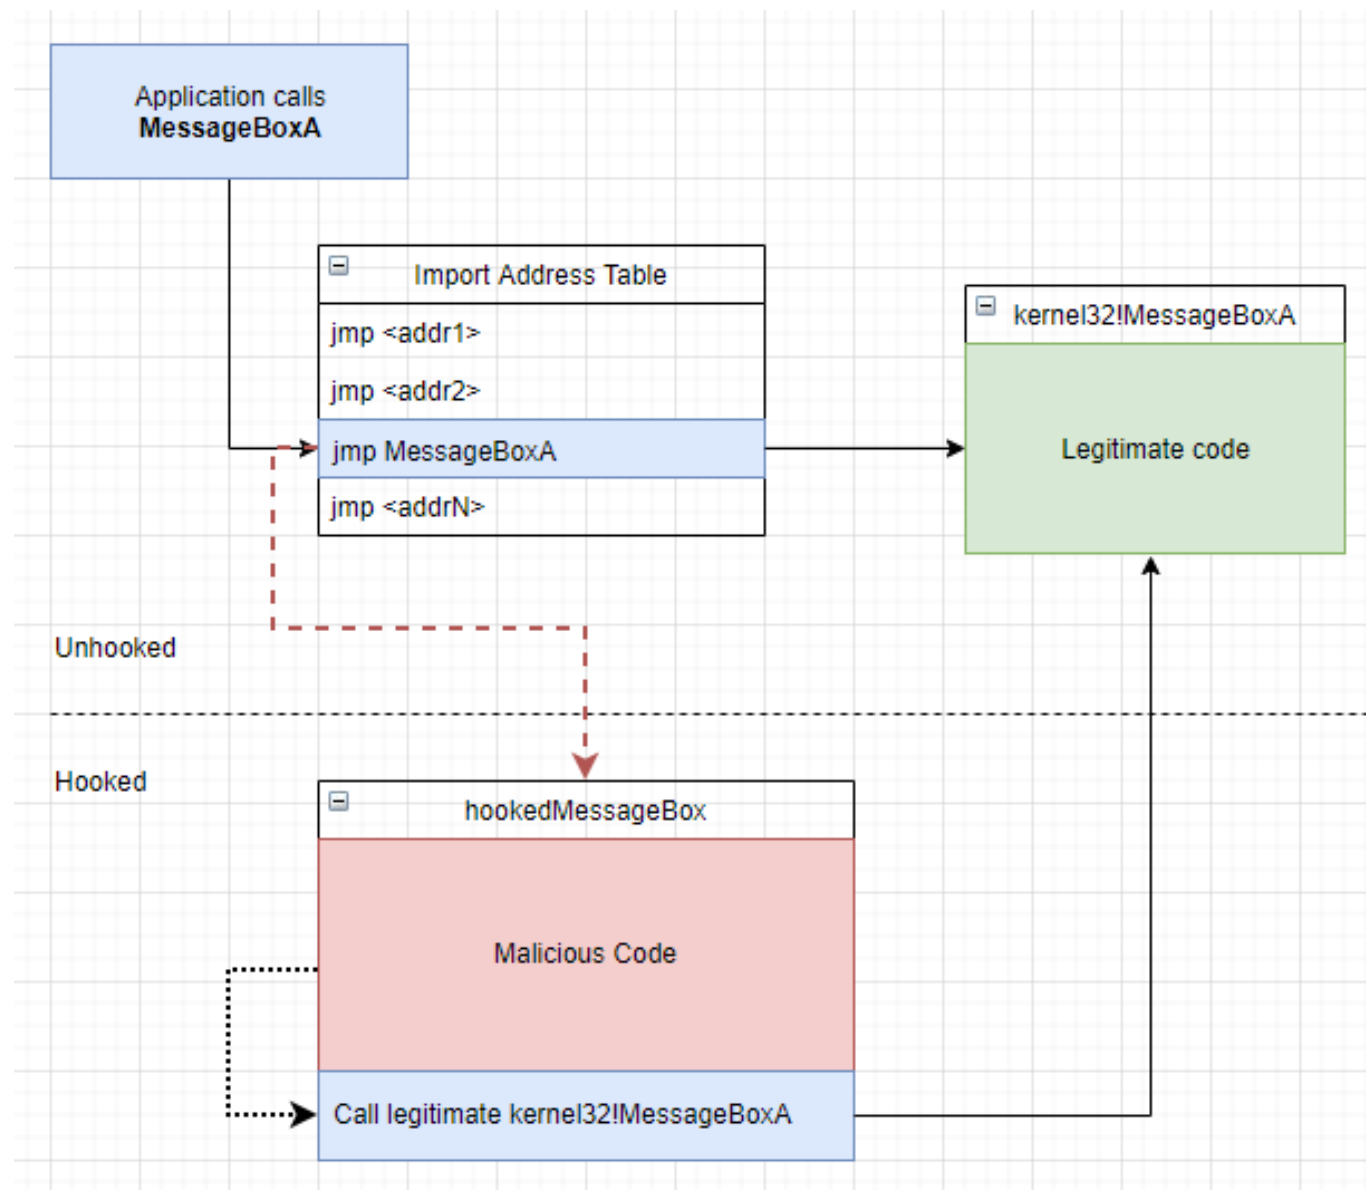 Application calls
MessageBoxA
Import Address Table
jmp <addr1>
jmp <addr2>
jmp MessageBoxA
jmp <addrN>
kernel32!MessageBoxA
Legitimate code
Unhooked
Hooked
hookedMessageBox
Malicious Code
Call legitimate kernel32!MessageBoxA